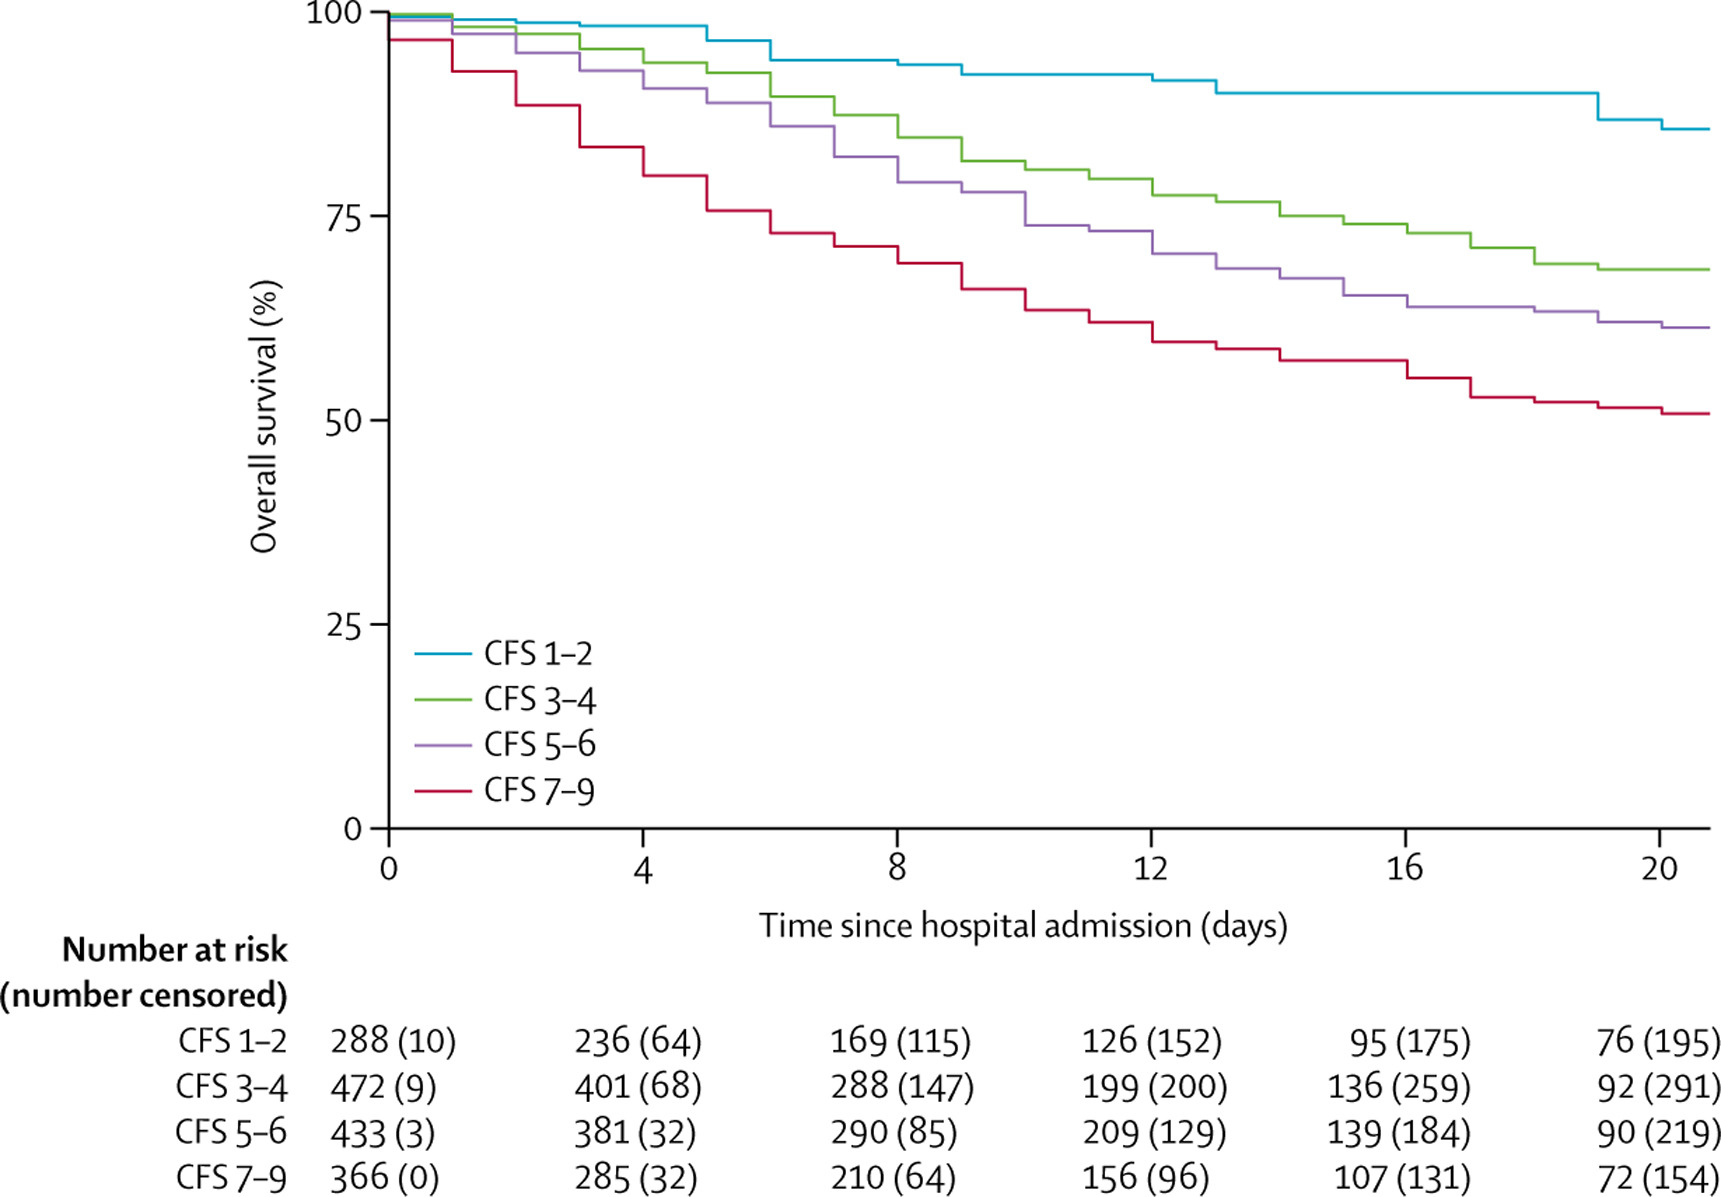 100
75
50
25
0
Overall survival (%)
CFS 1–2
CFS 3–4
CFS 5–6
CFS 7–9
0 4 8 12 16 20
Time since hospital admission (days)
Number at risk
(number censored)
CFS 1–2 288 (10) 236 (64) 169 (115) 126 (152) 95 (175) 76 (195)
CFS 3–4 472 (9) 401 (68) 288 (147) 199 (200) 136 (259) 92 (291)
CFS 5–6 433 (3) 381 (32) 290 (85) 209 (129) 139 (184) 90 (219)
CFS 7–9 366 (0) 285 (32) 210 (64) 156 (96) 107 (131) 72 (154)